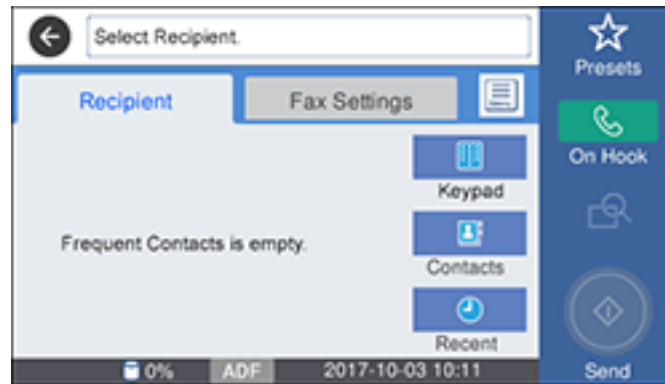 Select Recipient.
Presets
Recipient
Fax Settings
On Hook
Keypad
Frequent Contacts is empty.
Contacts
Recent
0% ADF 2017-10-03 10:11
Send